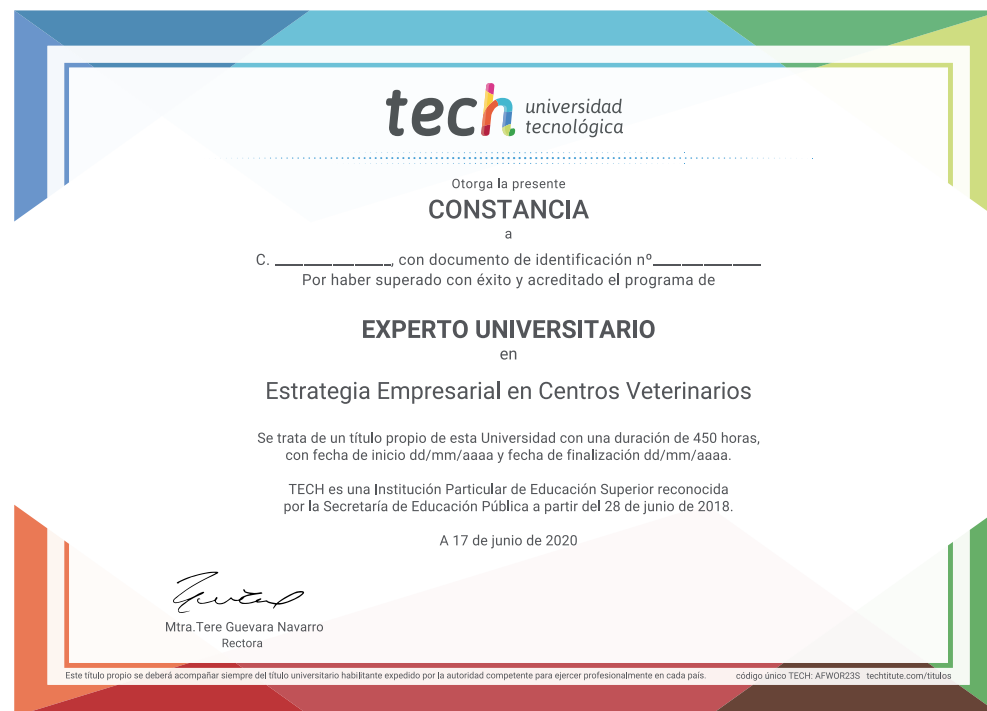 tech universidad
tecnológica
Otorga la presente
CONSTANCIA
a
C. ______________, con documento de identificación nº_____________
Por haber superado con éxito y acreditado el programa de
EXPERTO UNIVERSITARIO
en
Estrategia Empresarial en Centros Veterinarios
Se trata de un título propio de esta Universidad con una duración de 450 horas,
con fecha de inicio dd/mm/aaaa y fecha de finalización dd/mm/aaaa.
TECH es una Institución Particular de Educación Superior reconocida
por la Secretaría de Educación Pública a partir del 28 de junio de 2018.
A 17 de junio de 2020
Mtra.Tere Guevara Navarro
Rectora
Este título propio se deberá acompañar siempre del título universitario habilitante expedido por la autoridad competente para ejercer profesionalmente en cada país. código único TECH: AFWOR23S techtitute.com/titulos